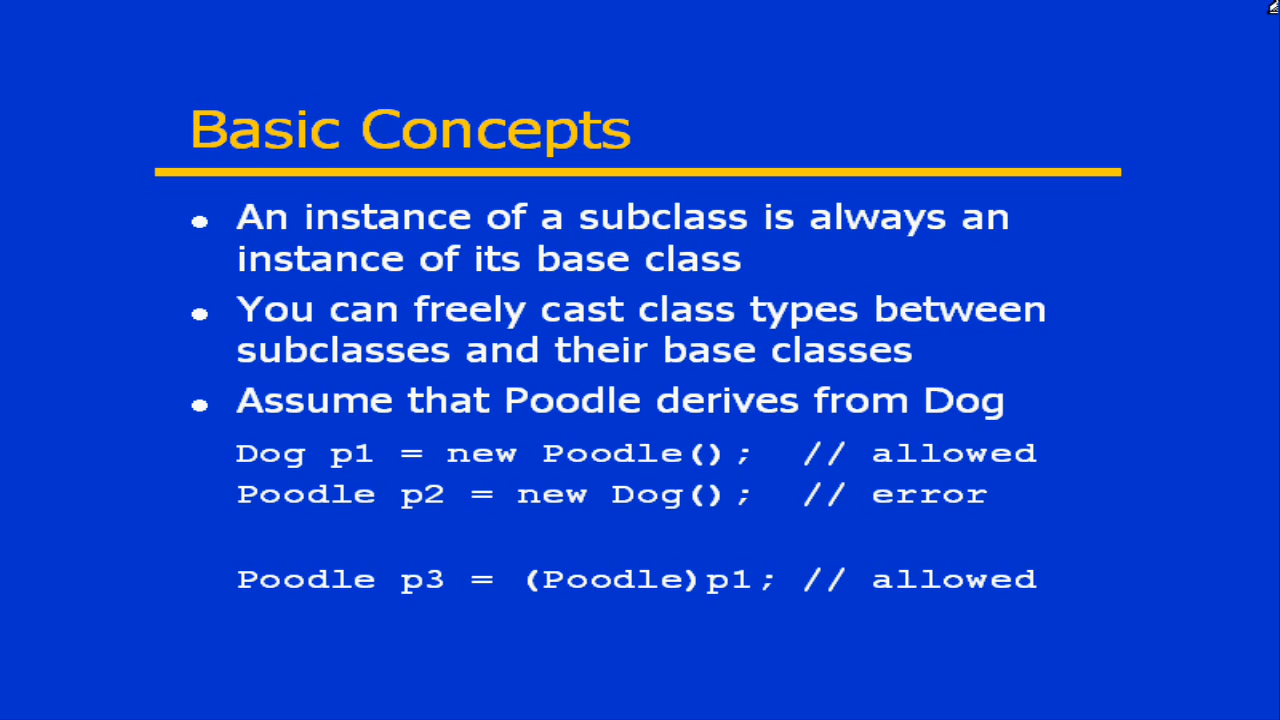 Basic Concepts
• An instance of a subclass is always an
instance of its base class
• You can freely cast class types between
subclasses and their base classes
• Assume that Poodle derives from Dog
Dog p1 = new Poodle();  // allowed
Poodle p2 = new Dog();  // error
Poodle p3 = (Poodle)p1; // allowed